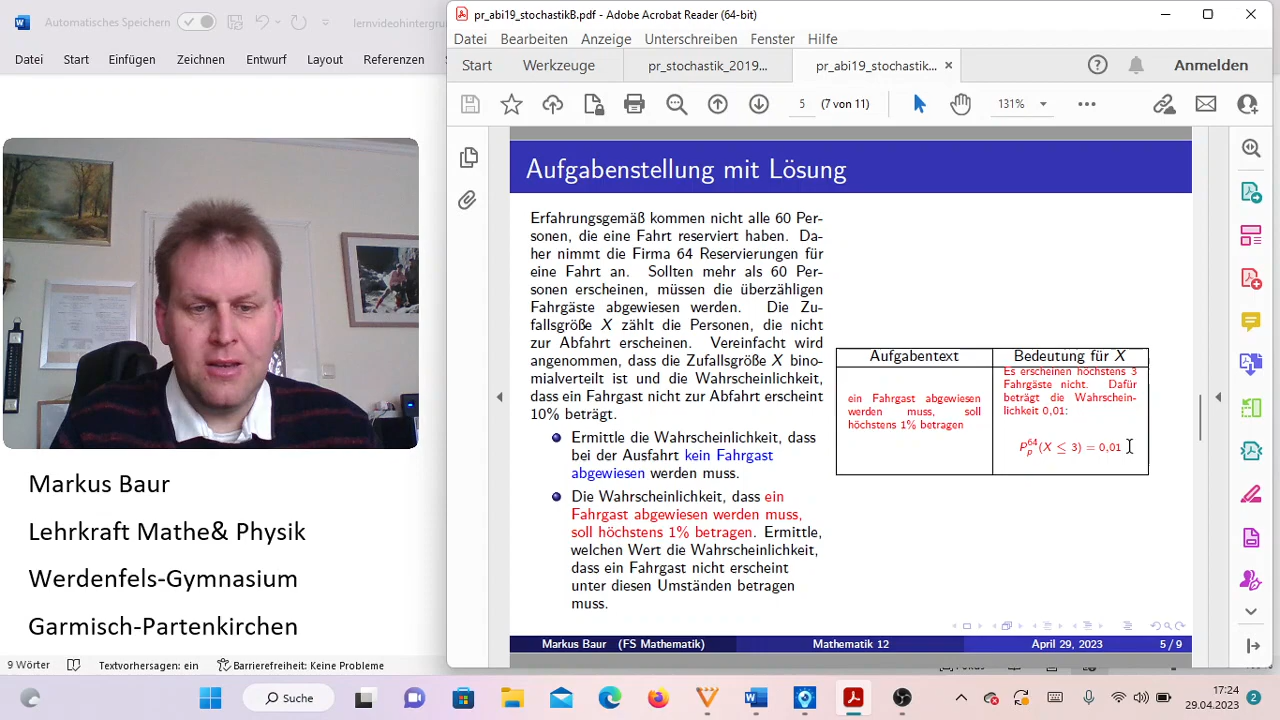 Automatisches Speichern
lernvideohintergr
Datei Start Einfügen Zeichnen Entwurf Layout Referenzen
Markus Baur
Lehrkraft Mathe& Physik
Werdenfels-Gymnasium
Garmisch-Partenkirchen
9 Wörter Textvorhersagen: ein Barrierefreiheit: Keine Probleme
pr_abi19_stochastikB.pdf - Adobe Acrobat Reader (64-bit)
Datei Bearbeiten Anzeige Unterschreiben Fenster Hilfe
Start Werkzeuge pr_stochastik_2019... pr_abi19_stochastik... Anmelden
5 (7 von 11) 131%
Aufgabenstellung mit Lösung
Erfahrungsgemäß kommen nicht alle 60 Per-
sonen, die eine Fahrt reserviert haben. Da-
her nimmt die Firma 64 Reservierungen für
eine Fahrt an. Sollten mehr als 60 Per-
sonen erscheinen, müssen die überzähligen
Fahrgäste abgewiesen werden. Die Zu-
fallsgröße X zählt die Personen, die nicht
zur Abfahrt erscheinen. Vereinfacht wird
angenommen, dass die Zufallsgröße X bino-
mialverteilt ist und die Wahrscheinlichkeit,
dass ein Fahrgast nicht zur Abfahrt erscheint
10% beträgt.
Ermittle die Wahrscheinlichkeit, dass
bei der Ausfahrt kein Fahrgast
abgewiesen werden muss.
Die Wahrscheinlichkeit, dass ein
Fahrgast abgewiesen werden muss,
soll höchstens 1% betragen. Ermittle,
welchen Wert die Wahrscheinlichkeit,
dass ein Fahrgast nicht erscheint
unter diesen Umständen betragen
muss.
Aufgabentext
ein Fahrgast abgewiesen
werden muss, soll
höchstens 1% betragen
Bedeutung für X
Es erscheinen höchstens 3
Fahrgäste nicht. Dafür
beträgt die Wahrschein-
lichkeit 0,01:
P_p^64(X ≤ 3) = 0,01
Markus Baur (FS Mathematik) Mathematik 12 April 29, 2023 5 / 9
Suche
17:24
29.04.2023
2